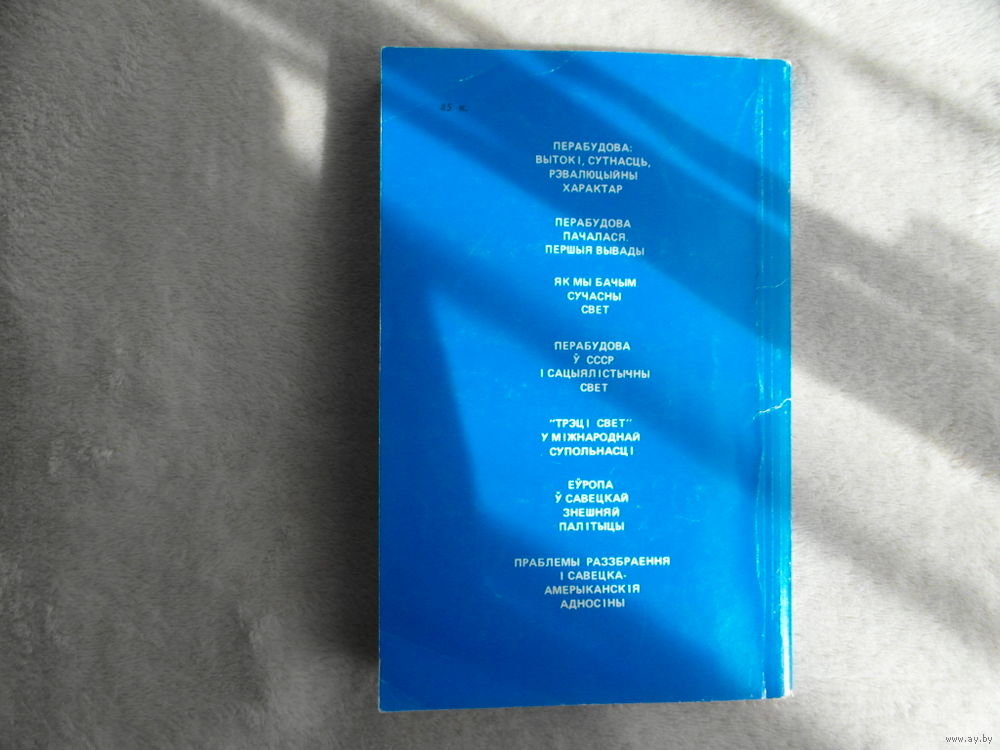 85 к.
ПЕРАБУДОВА:
ВЫТОКІ, СУТНАСЦЬ,
РЭВАЛЮЦЫЙНЫ
ХАРАКТАР
ПЕРАБУДОВА
ПАЧАЛАСЯ.
ПЕРШЫЯ ВЫВАДЫ
ЯК МЫ БАЧЫМ
СУЧАСНЫ
СВЕТ
ПЕРАБУДОВА
Ў СССР
І САЦЫЯЛІСТЫЧНЫ
СВЕТ
"ТРЭЦІ СВЕТ"
У МІЖНАРОДНАЙ
СУПОЛЬНАСЦІ
ЕЎРОПА
Ў САВЕЦКАЙ
ЗНЕШНЯЙ
ПАЛІТЫЦЫ
ПРАБЛЕМЫ РАЗЗБРАЕННЯ
І САВЕЦКА-
АМЕРЫКАНСКІЯ
АДНОСІНЫ
www.ay.by